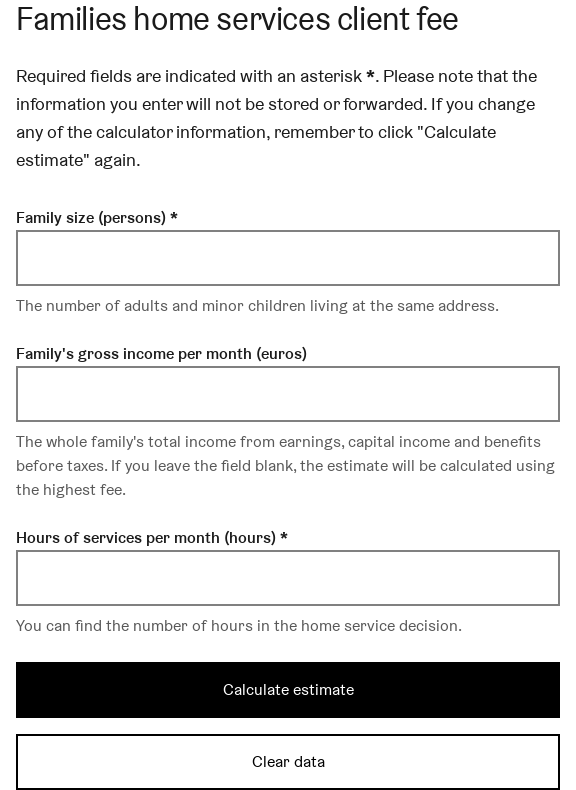 Families home services client fee
Required fields are indicated with an asterisk *. Please note that the
information you enter will not be stored or forwarded. If you change
any of the calculator information, remember to click "Calculate
estimate" again.
Family size (persons) *
The number of adults and minor children living at the same address.
Family's gross income per month (euros)
The whole family's total income from earnings, capital income and benefits
before taxes. If you leave the field blank, the estimate will be calculated using
the highest fee.
Hours of services per month (hours) *
You can find the number of hours in the home service decision.
Calculate estimate
Clear data